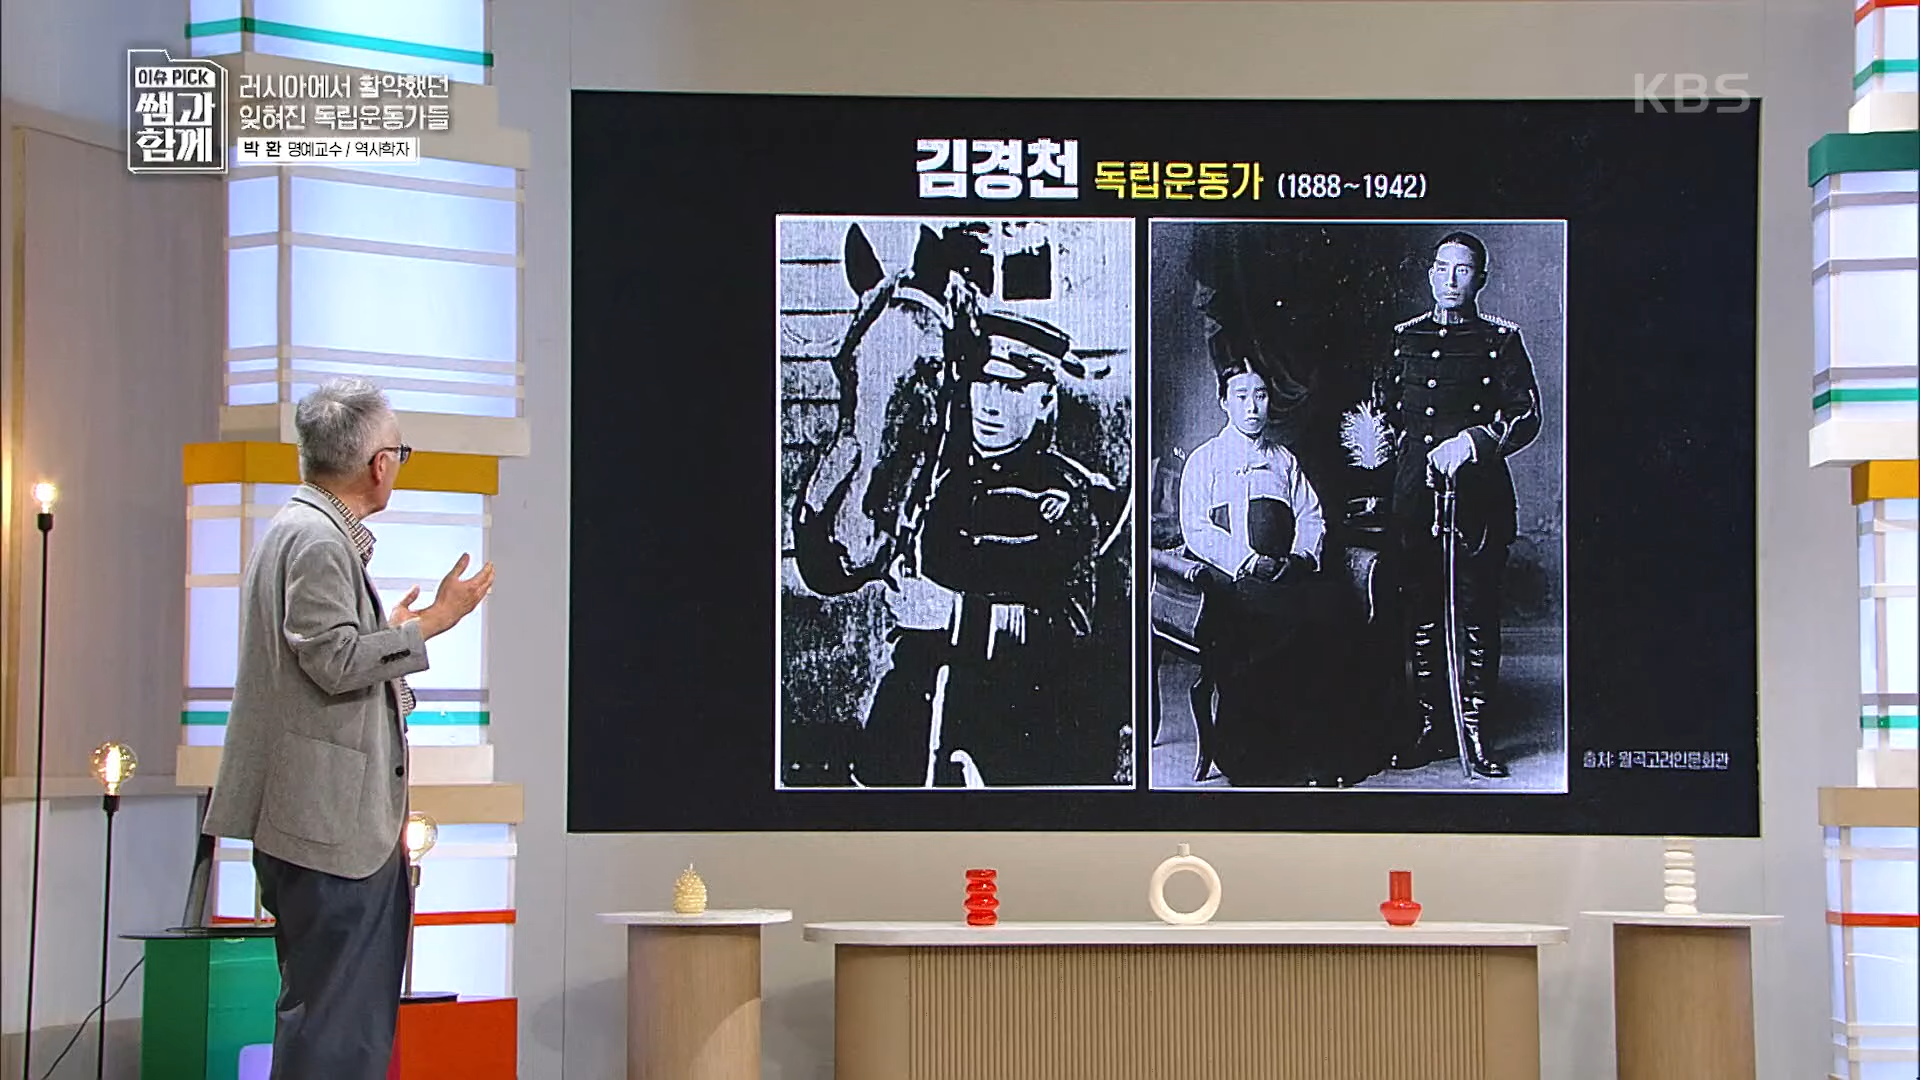 이슈 PICK
쌤과
함께
러시아에서 활약했던
잊혀진 독립운동가들
박 환 명예교수 / 역사학자
KBS
김경천 독립운동가 (1888~1942)
출처: 월곡고려인문화관